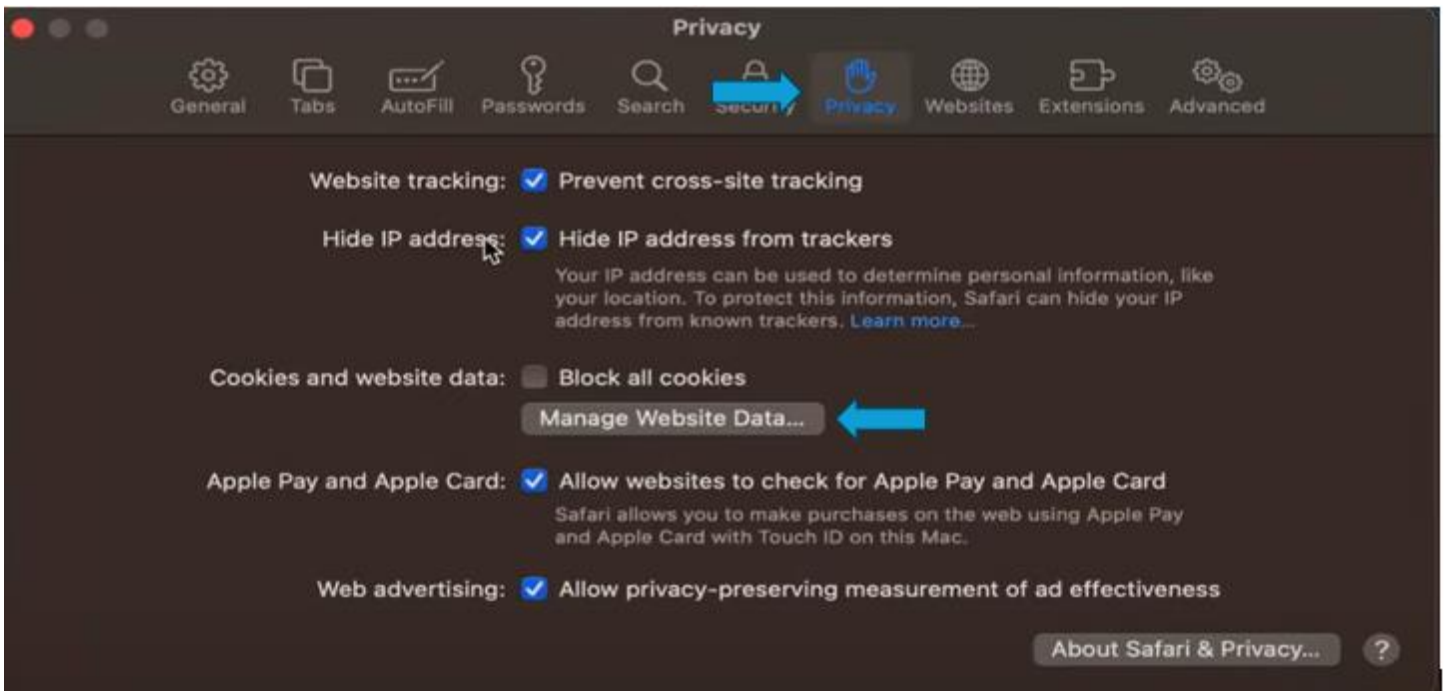 Privacy
General Tabs AutoFill Passwords Search Security Privacy Websites Extensions Advanced
Website tracking: Prevent cross-site tracking
Hide IP address: Hide IP address from trackers
Your IP address can be used to determine personal information, like
your location. To protect this information, Safari can hide your IP
address from known trackers. Learn more...
Cookies and website data: Block all cookies
Manage Website Data...
Apple Pay and Apple Card: Allow websites to check for Apple Pay and Apple Card
Safari allows you to make purchases on the web using Apple Pay
and Apple Card with Touch ID on this Mac.
Web advertising: Allow privacy-preserving measurement of ad effectiveness
About Safari & Privacy... ?